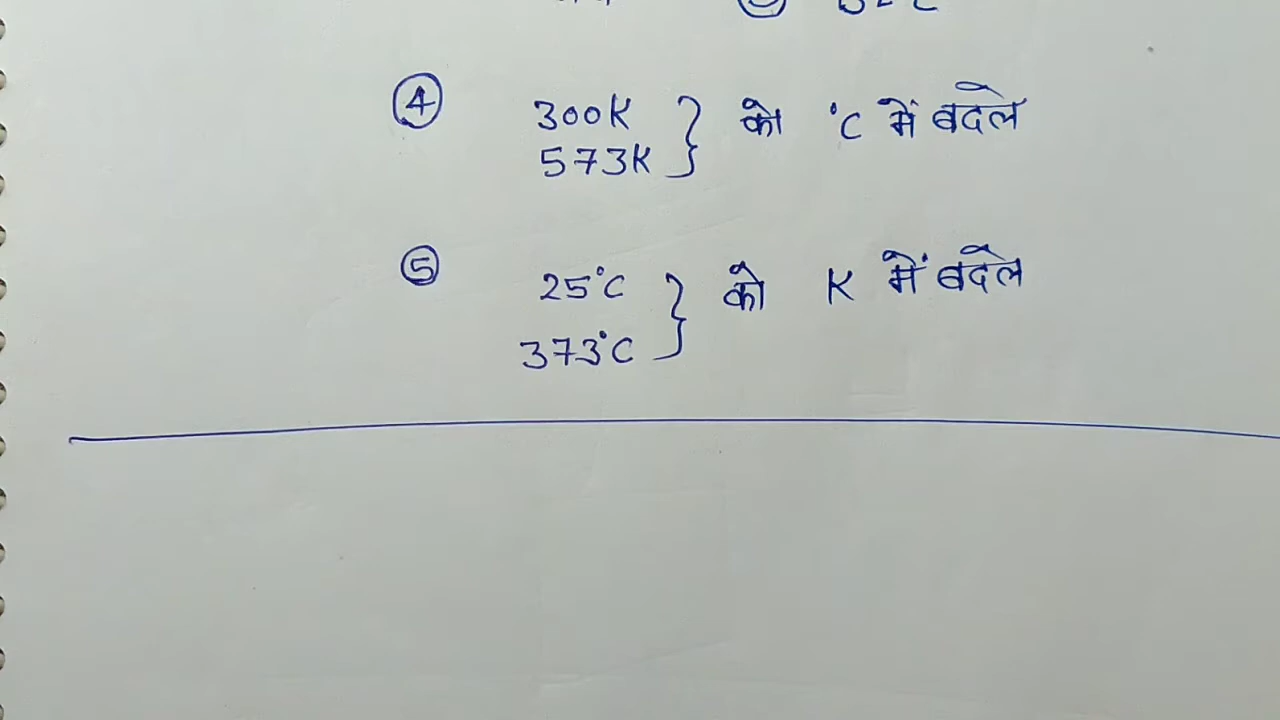 ④ 300K } को °C में बदले
573K
⑤ 25°C } को K में बदले
373°C